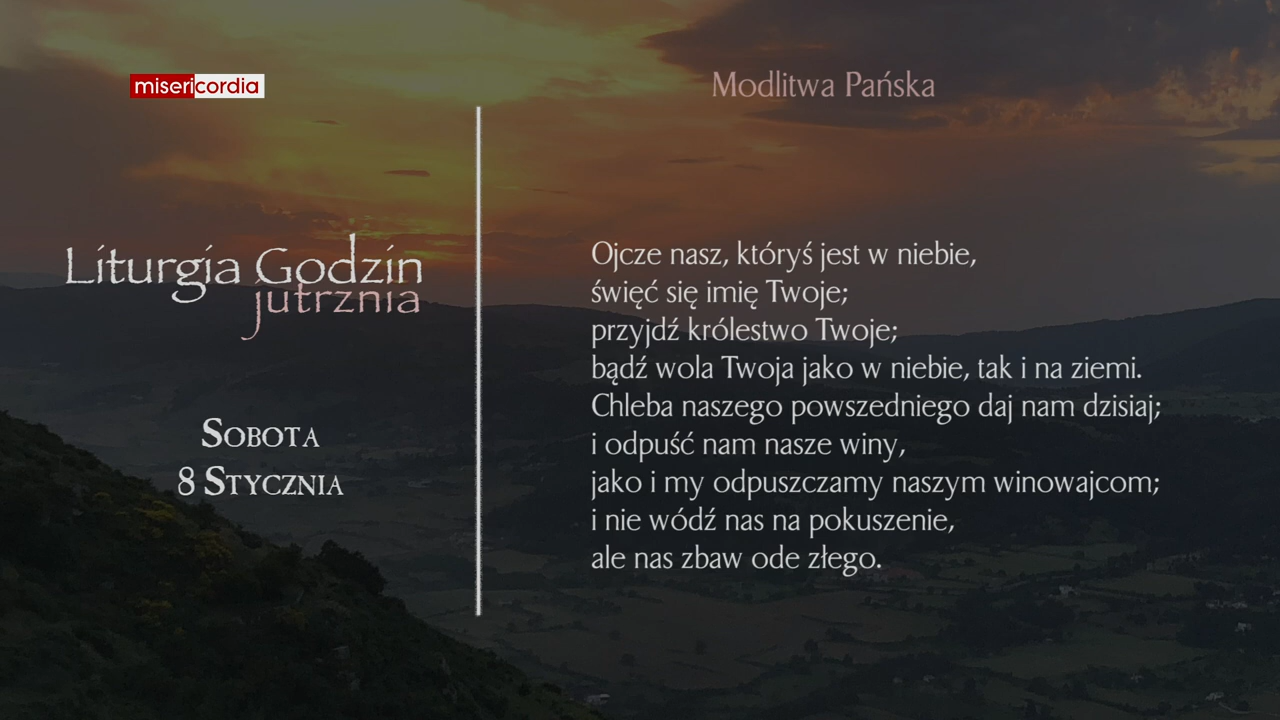 misericordia
Liturgia Godzin
jutrznia
Sobota
8 Stycznia
Modlitwa Pańska
Ojcze nasz, któryś jest w niebie,
święć się imię Twoje;
przyjdź królestwo Twoje;
bądź wola Twoja jako w niebie, tak i na ziemi.
Chleba naszego powszedniego daj nam dzisiaj;
i odpuść nam nasze winy,
jako i my odpuszczamy naszym winowajcom;
i nie wódź nas na pokuszenie,
ale nas zbaw ode złego.